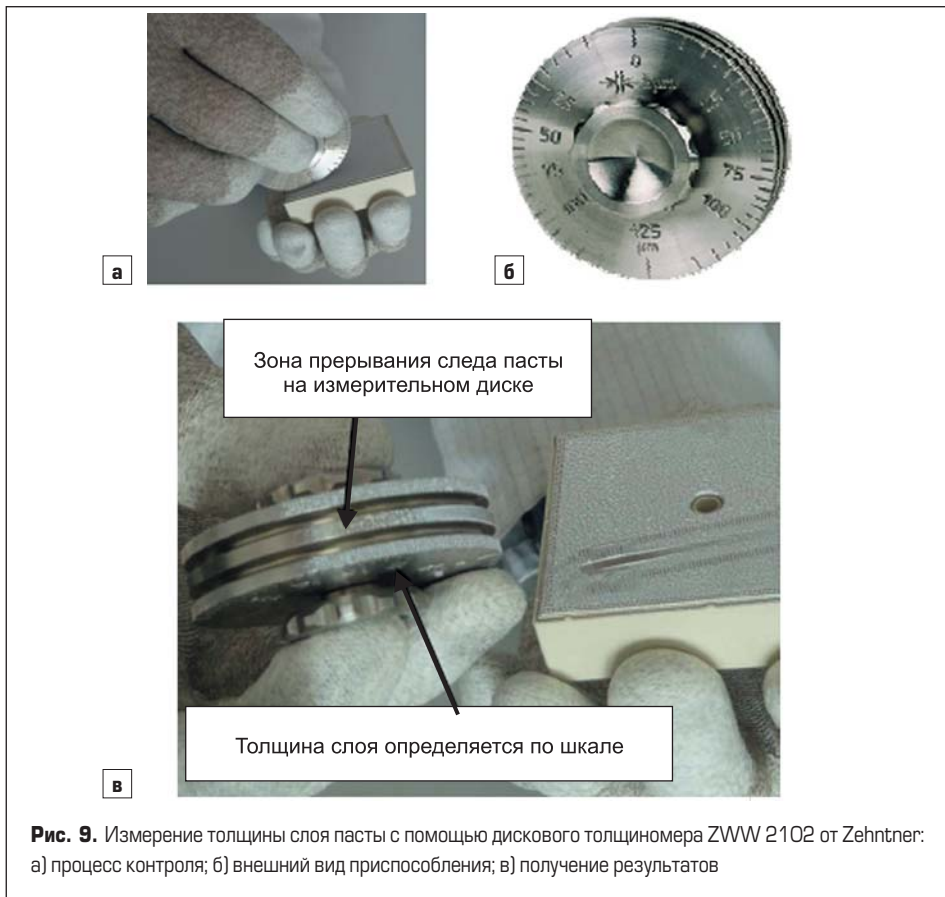 а
б
0
25
50
50
75
75
100
100
125
µm
Зона прерывания следа пасты
на измерительном диске
Толщина слоя определяется по шкале
в
Рис. 9. Измерение толщины слоя пасты с помощью дискового толщиномера ZWW 2102 от Zehntner:
а) процесс контроля; б) внешний вид приспособления; в) получение результатов